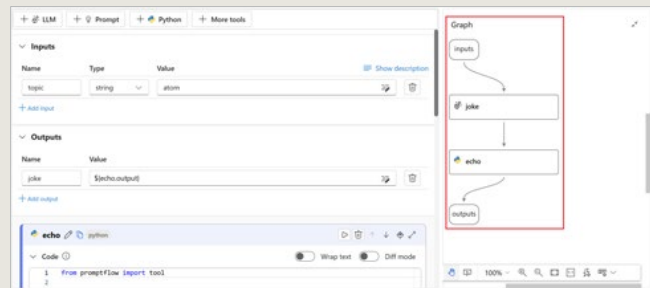 + LLM + Prompt + Python + More tools
Inputs
Name Type Value Show description
topic string atom
+ Add input
Outputs
Name Value
joke ${echo.output}
+ Add output
echo python
Code Wrap text Diff mode
1 from promptflow import tool
2
Graph
inputs
joke
echo
outputs
100%